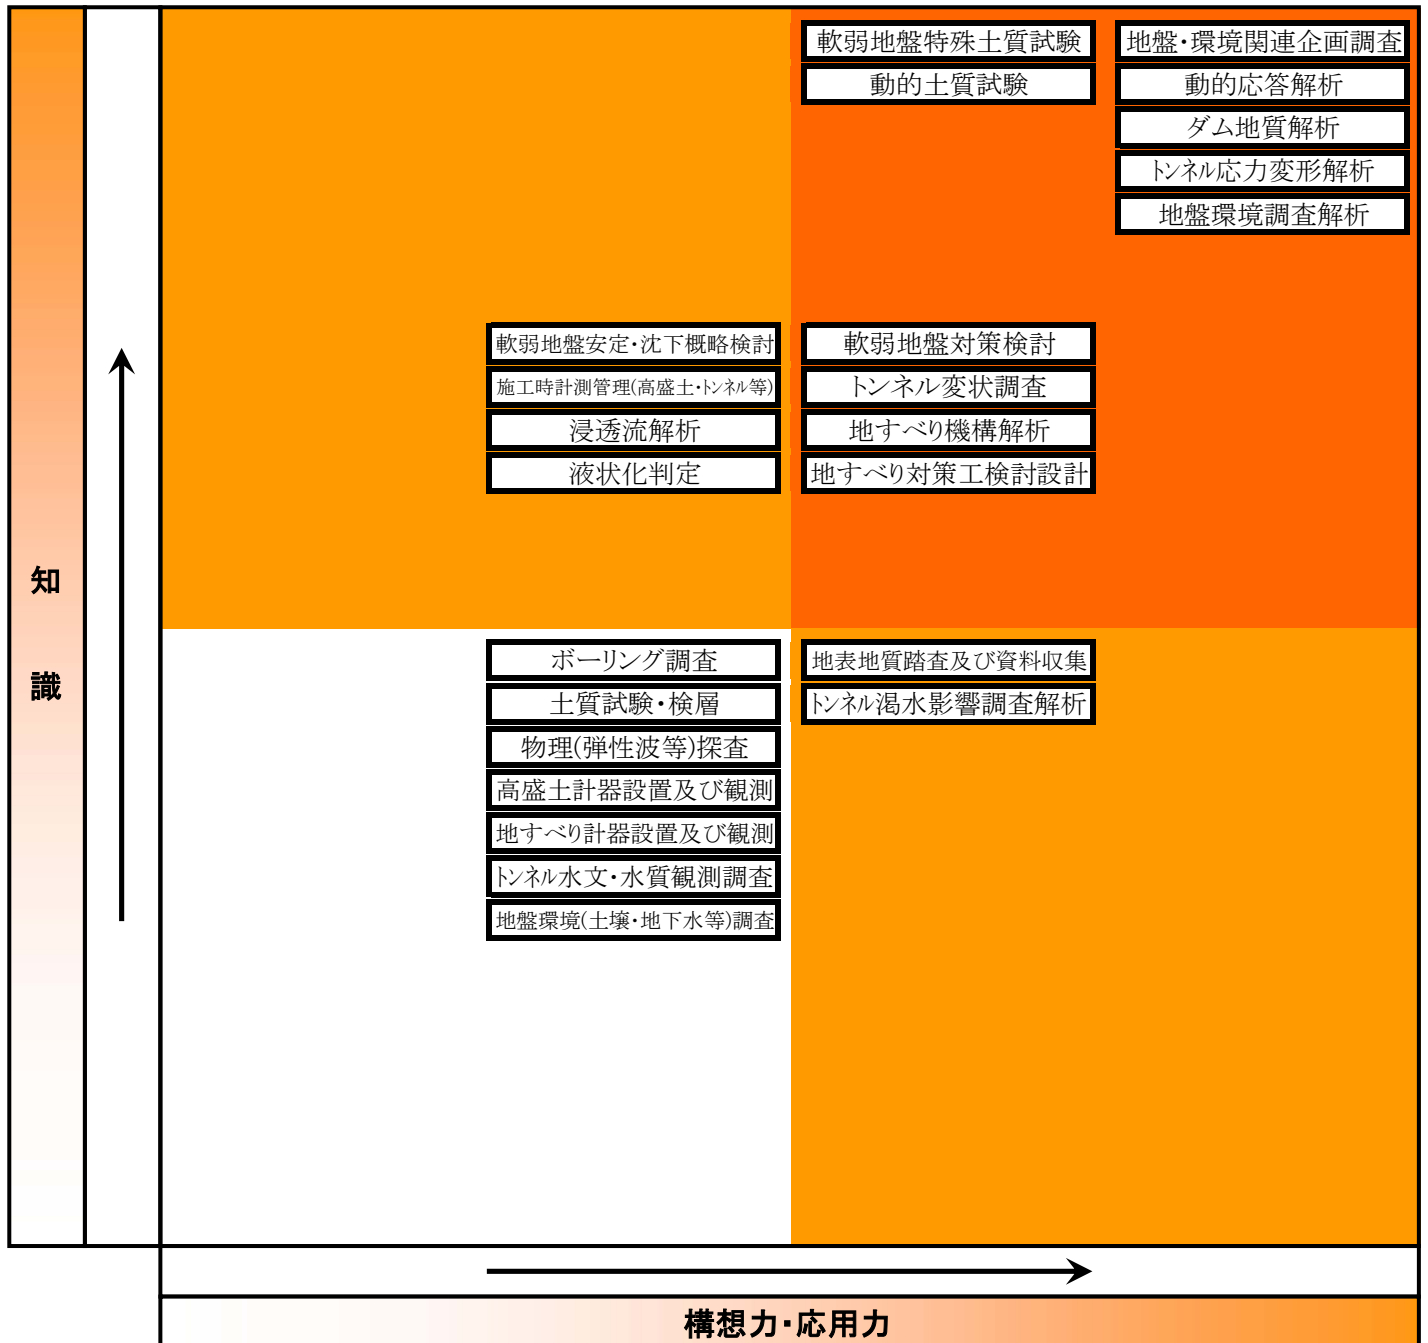 軟弱地盤特殊土質試験
動的土質試験
地盤・環境関連企画調査
動的応答解析
ダム地質解析
トンネル応力変形解析
地盤環境調査解析
軟弱地盤安定・沈下概略検討
施工時計測管理(高盛土・トンネル等)
浸透流解析
液状化判定
軟弱地盤対策検討
トンネル変状調査
地すべり機構解析
地すべり対策工検討設計
知識
ボーリング調査
土質試験・検層
物理(弾性波等)探査
高盛土計器設置及び観測
地すべり計器設置及び観測
トンネル水文・水質観測調査
地盤環境(土壌・地下水等)調査
地表地質踏査及び資料収集
トンネル渇水影響調査解析
構想力・応用力